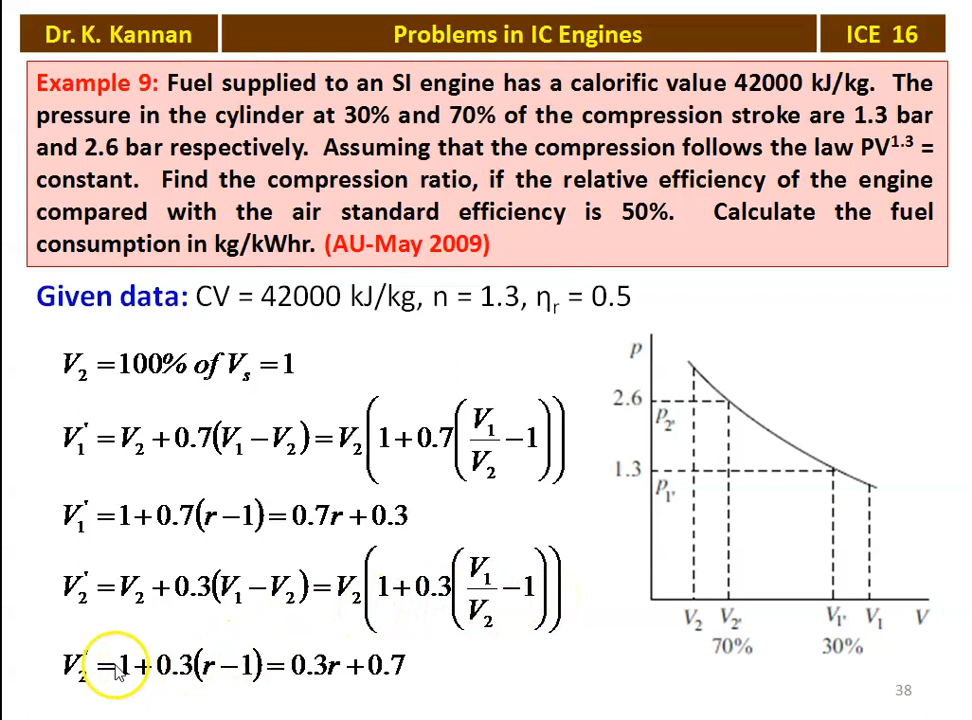 Dr. K. Kannan
Problems in IC Engines
ICE 16
Example 9: Fuel supplied to an SI engine has a calorific value 42000 kJ/kg. The
pressure in the cylinder at 30% and 70% of the compression stroke are 1.3 bar
and 2.6 bar respectively. Assuming that the compression follows the law PV^1.3 =
constant. Find the compression ratio, if the relative efficiency of the engine
compared with the air standard efficiency is 50%. Calculate the fuel
consumption in kg/kWhr. (AU-May 2009)
Given data: CV = 42000 kJ/kg, n = 1.3, η_r = 0.5
V_2 = 100% of V_s = 1
V_1' = V_2 + 0.7(V_1 − V_2) = V_2(1 + 0.7(V_1/V_2 − 1))
V_1' = 1 + 0.7(r − 1) = 0.7r + 0.3
V_2' = V_2 + 0.3(V_1 − V_2) = V_2(1 + 0.3(V_1/V_2 − 1))
V_2' = 1 + 0.3(r − 1) = 0.3r + 0.7
p
2.6
p_2'
1.3
p_1'
V_2 V_2' V_1' V_1 V
70% 30%
38